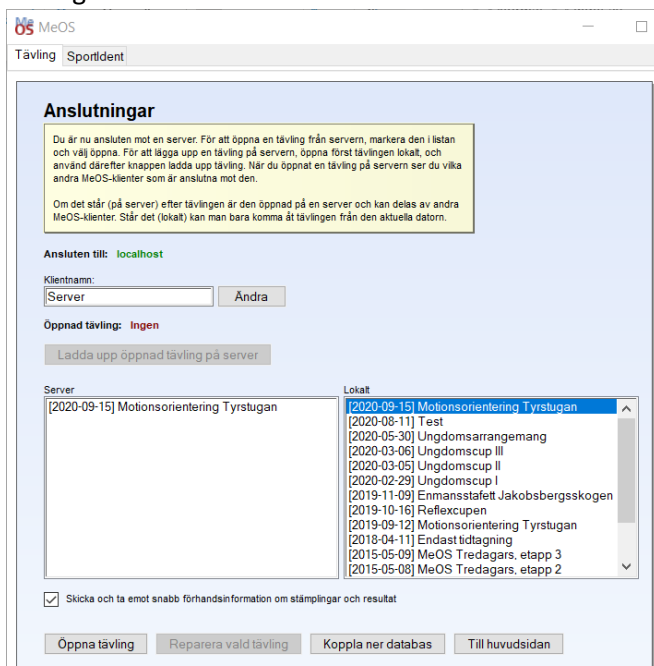 MeOS
Tävling SportIdent
Anslutningar
Du är nu ansluten mot en server. För att öppna en tävling från servern, markera den i listan
och välj öppna. För att lägga upp en tävling på servern, öppna först tävlingen lokalt, och
använd därefter knappen ladda upp tävling. När du öppnat en tävling på servern ser du vilka
andra MeOS-klienter som är anslutna mot den.
Om det står (på server) efter tävlingen är den öppnad på en server och kan delas av andra
MeOS-klienter. Står det (lokalt) kan man bara komma åt tävlingen från den aktuella datorn.
Ansluten till: localhost
Klientnamn:
Server Ändra
Öppnad tävling: Ingen
Ladda upp öppnad tävling på server
Server
[2020-09-15] Motionsorientering Tyrstugan
Lokalt
[2020-09-15] Motionsorientering Tyrstugan
[2020-08-11] Test
[2020-05-30] Ungdomsarrangemang
[2020-03-06] Ungdomscup III
[2020-03-05] Ungdomscup II
[2020-02-29] Ungdomscup I
[2019-11-09] Enmansstafett Jakobsbergsskogen
[2019-10-16] Reflexcupen
[2019-09-12] Motionsorientering Tyrstugan
[2018-04-11] Endast tidtagning
[2015-05-09] MeOS Tredagars, etapp 3
[2015-05-08] MeOS Tredagars, etapp 2
Skicka och ta emot snabb förhandsinformation om stämplingar och resultat
Öppna tävling Reparera vald tävling Koppla ner databas Till huvudsidan